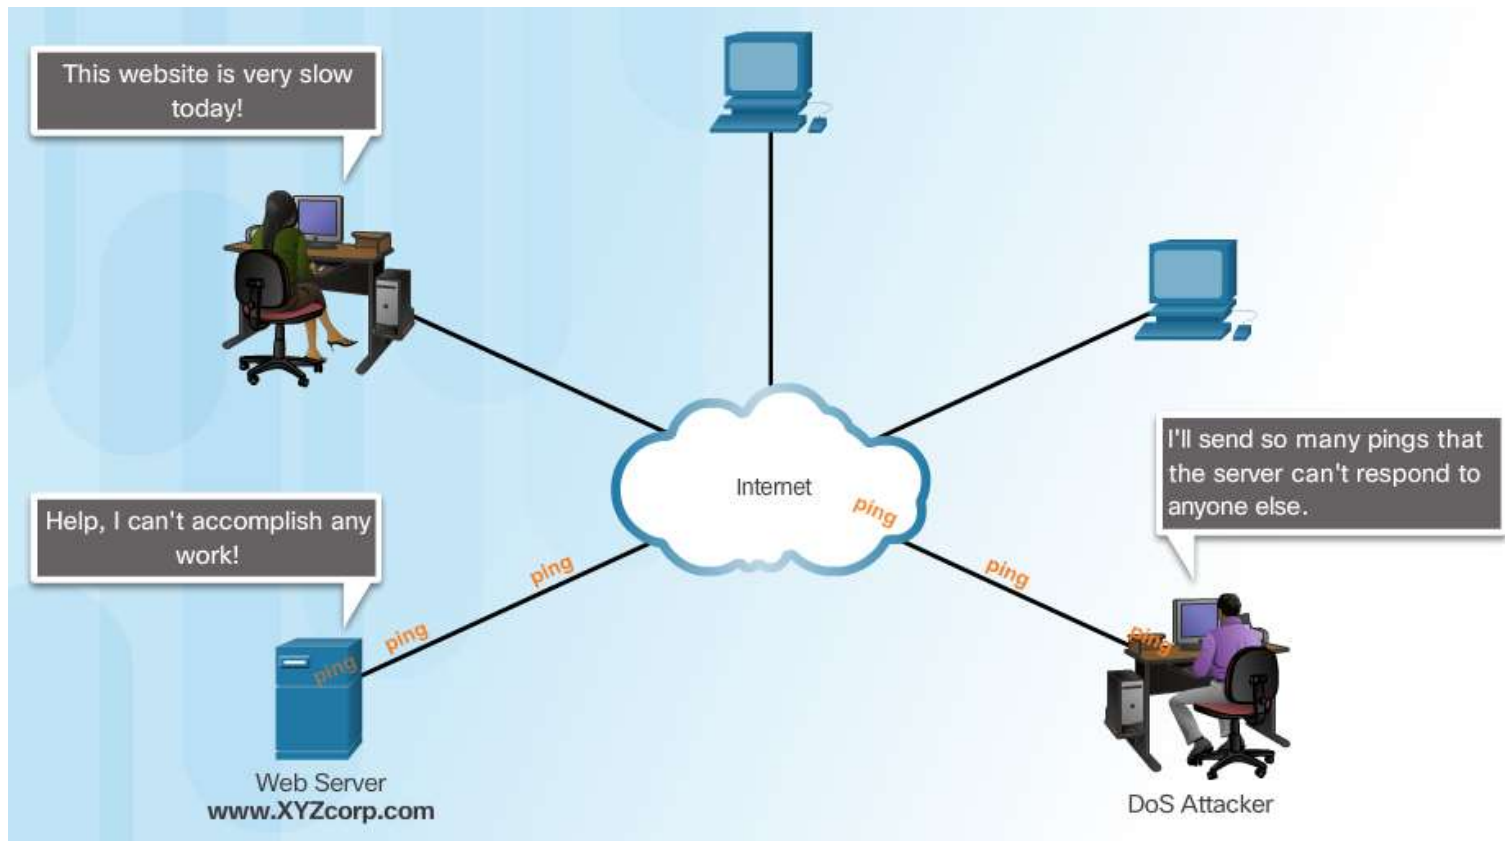 This website is very slow
today!
Internet
ping
I'll send so many pings that
the server can't respond to
anyone else.
Help, I can't accomplish any
work!
ping
ping
ping
ping
ping
Web Server
www.XYZcorp.com
DoS Attacker